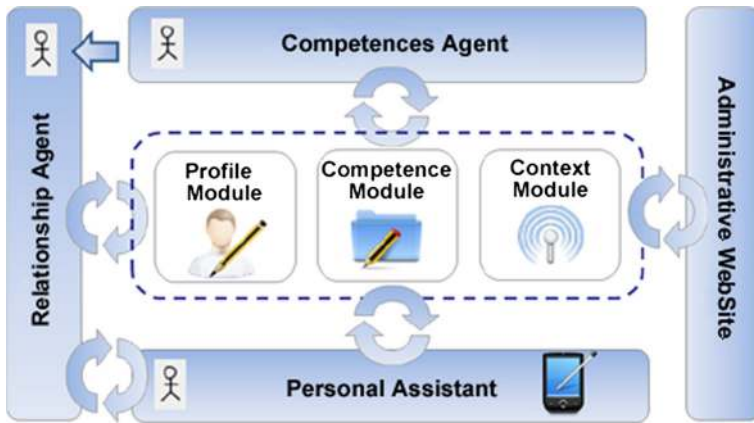 Competences Agent
Relationship Agent
Profile
Module
Competence
Module
Context
Module
Administrative WebSite
Personal Assistant